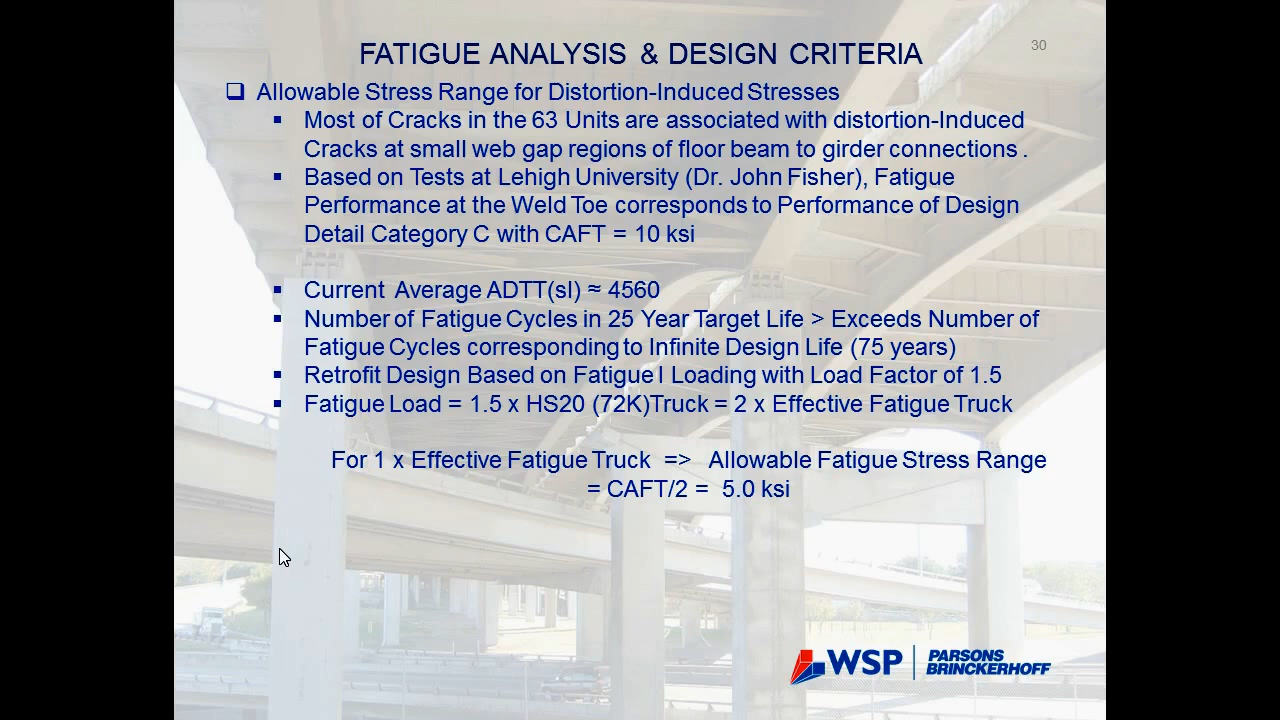 30
FATIGUE ANALYSIS & DESIGN CRITERIA
Allowable Stress Range for Distortion-Induced Stresses
Most of Cracks in the 63 Units are associated with distortion-Induced
Cracks at small web gap regions of floor beam to girder connections .
Based on Tests at Lehigh University (Dr. John Fisher), Fatigue
Performance at the Weld Toe corresponds to Performance of Design
Detail Category C with CAFT = 10 ksi
Current Average ADTT(sl) ≈ 4560
Number of Fatigue Cycles in 25 Year Target Life > Exceeds Number of
Fatigue Cycles corresponding to Infinite Design Life (75 years)
Retrofit Design Based on Fatigue I Loading with Load Factor of 1.5
Fatigue Load = 1.5 x HS20 (72K)Truck = 2 x Effective Fatigue Truck
For 1 x Effective Fatigue Truck => Allowable Fatigue Stress Range
= CAFT/2 = 5.0 ksi
WSP | PARSONS
BRINCKERHOFF